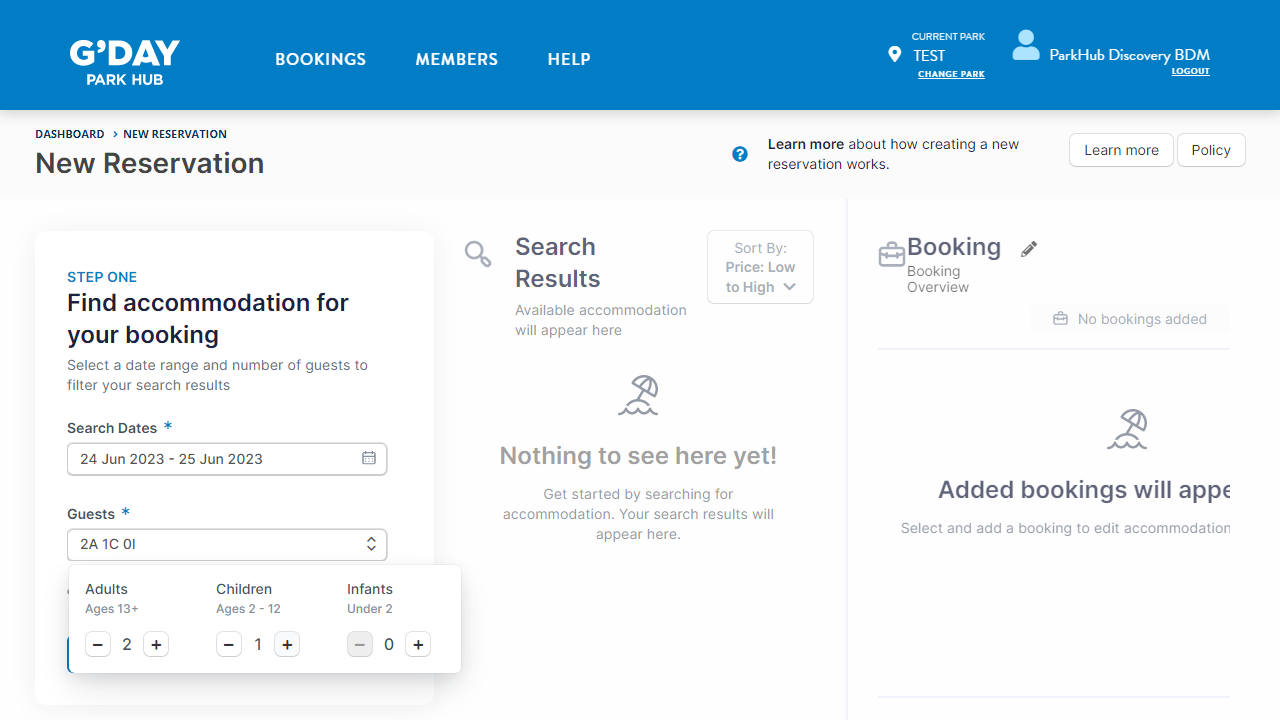 G'DAY
PARK HUB
BOOKINGS
MEMBERS
HELP
CURRENT PARK
TEST
CHANGE PARK
ParkHub Discovery BDM
LOGOUT
DASHBOARD > NEW RESERVATION
New Reservation
Learn more about how creating a new
reservation works.
Learn more
Policy
STEP ONE
Find accommodation for
your booking
Select a date range and number of guests to
filter your search results
Search Dates *
24 Jun 2023 - 25 Jun 2023
Guests *
2A 1C 0I
Adults
Ages 13+
2
Children
Ages 2 - 12
1
Infants
Under 2
0
Search
Results
Available accommodation
will appear here
Sort By:
Price: Low
to High
Nothing to see here yet!
Get started by searching for
accommodation. Your search results will
appear here.
Booking
Booking
Overview
No bookings added
Added bookings will appe
Select and add a booking to edit accommodation